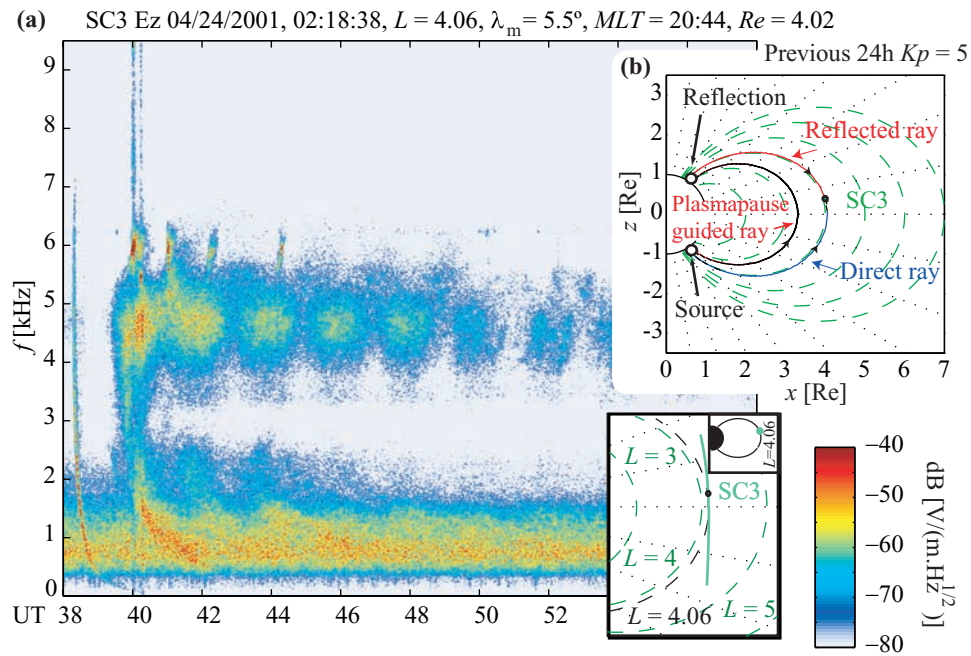 (a) SC3 Ez 04/24/2001, 02:18:38, L = 4.06, λm = 5.5º, MLT = 20:44, Re = 4.02
Previous 24h Kp = 5
9
8
7
6
5
4
3
2
1
0
f [kHz]
UT 38 40 42 44 46 48 50 52
(b)
Reflection
Reflected ray
SC3
Plasmapause
guided ray
Direct ray
Source
3
2
1
0
-1
-2
-3
z [Re]
0 1 2 3 4 5 6 7
x [Re]
L = 3
SC3
L = 4
L = 4.06
L = 5
L=4.06
−40
−50
−60
−70
−80
dB [V/(m.Hz1/2)]